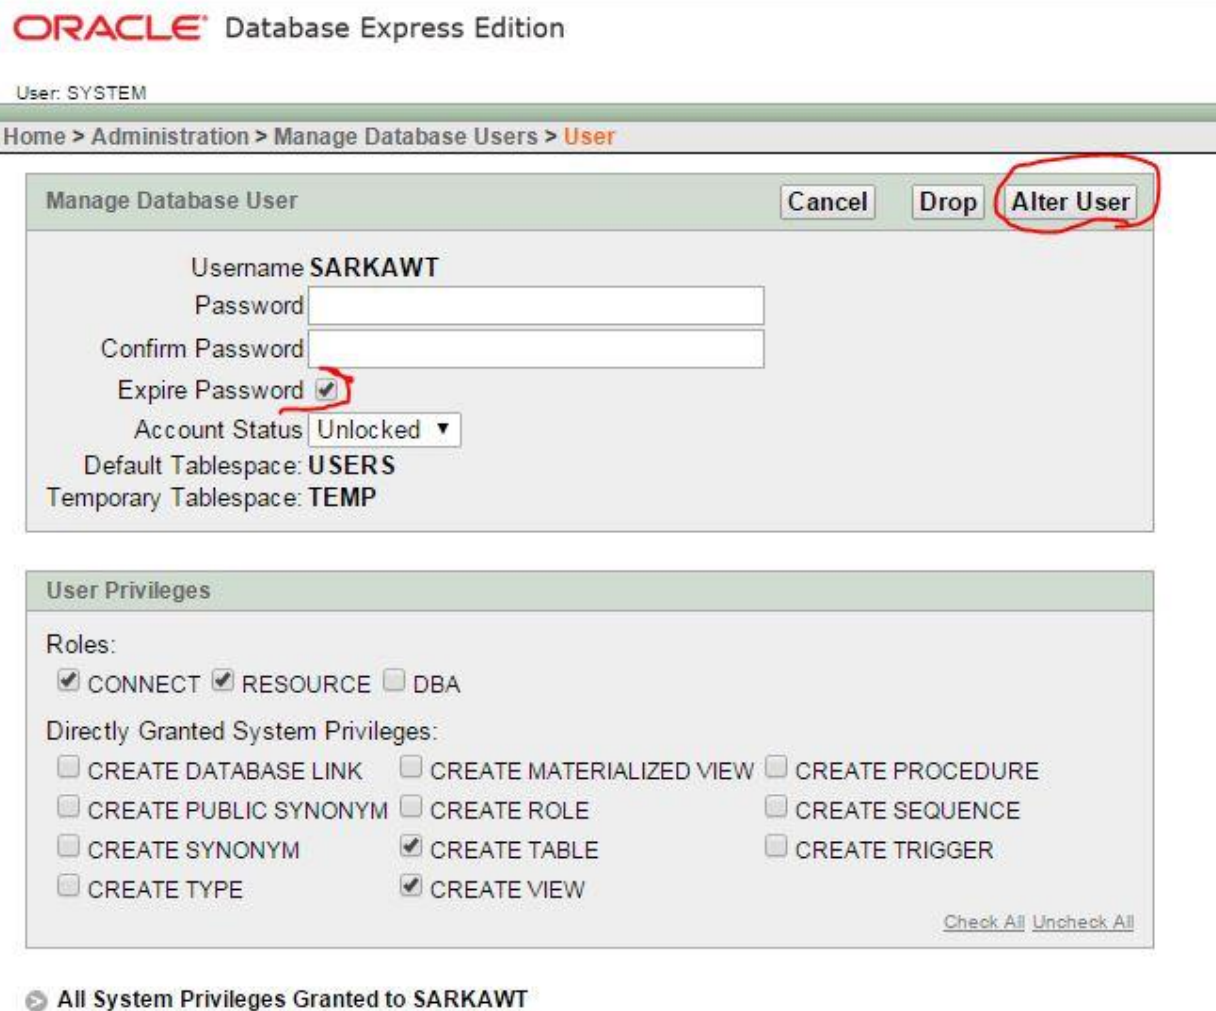 ORACLE Database Express Edition
User: SYSTEM
Home > Administration > Manage Database Users > User
Manage Database User Cancel Drop Alter User
Username SARKAWT
Password
Confirm Password
Expire Password
Account Status Unlocked
Default Tablespace: USERS
Temporary Tablespace: TEMP
User Privileges
Roles:
CONNECT RESOURCE DBA
Directly Granted System Privileges:
CREATE DATABASE LINK CREATE MATERIALIZED VIEW CREATE PROCEDURE
CREATE PUBLIC SYNONYM CREATE ROLE CREATE SEQUENCE
CREATE SYNONYM CREATE TABLE CREATE TRIGGER
CREATE TYPE CREATE VIEW
Check All Uncheck All
All System Privileges Granted to SARKAWT